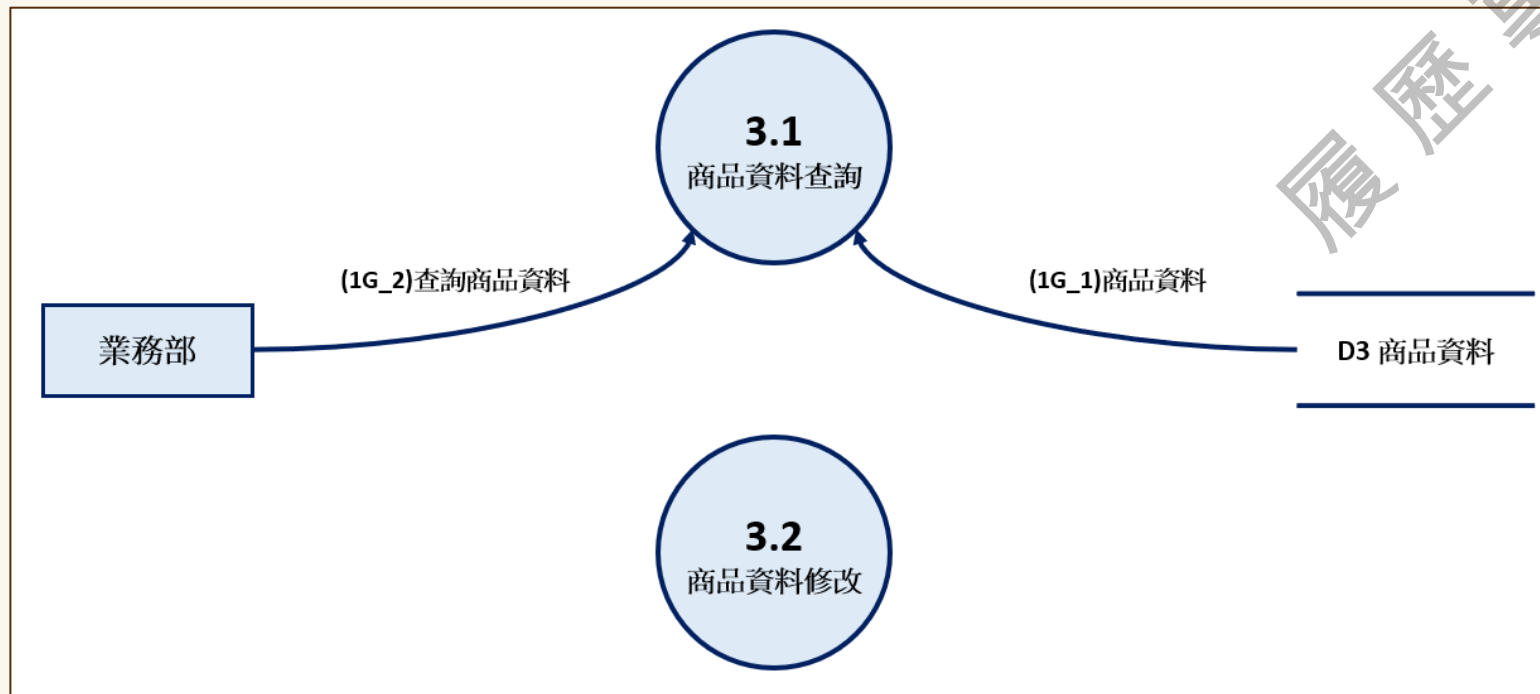 3.1
商品資料查詢
(1G_2)查詢商品資料
(1G_1)商品資料
業務部
D3 商品資料
3.2
商品資料修改
履歷